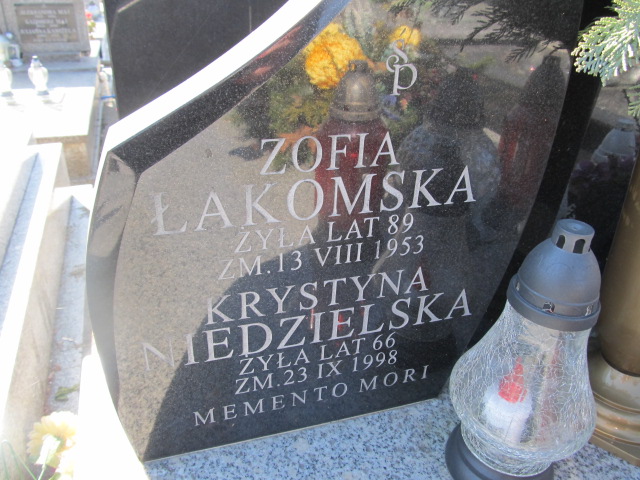 ŚP
ZOFIA
ŁAKOMSKA
ŻYŁA LAT 89
ZM. 13 VIII 1953
KRYSTYNA
NIEDZIELSKA
ŻYŁA LAT 66
ZM. 23 IX 1998
MEMENTO MORI